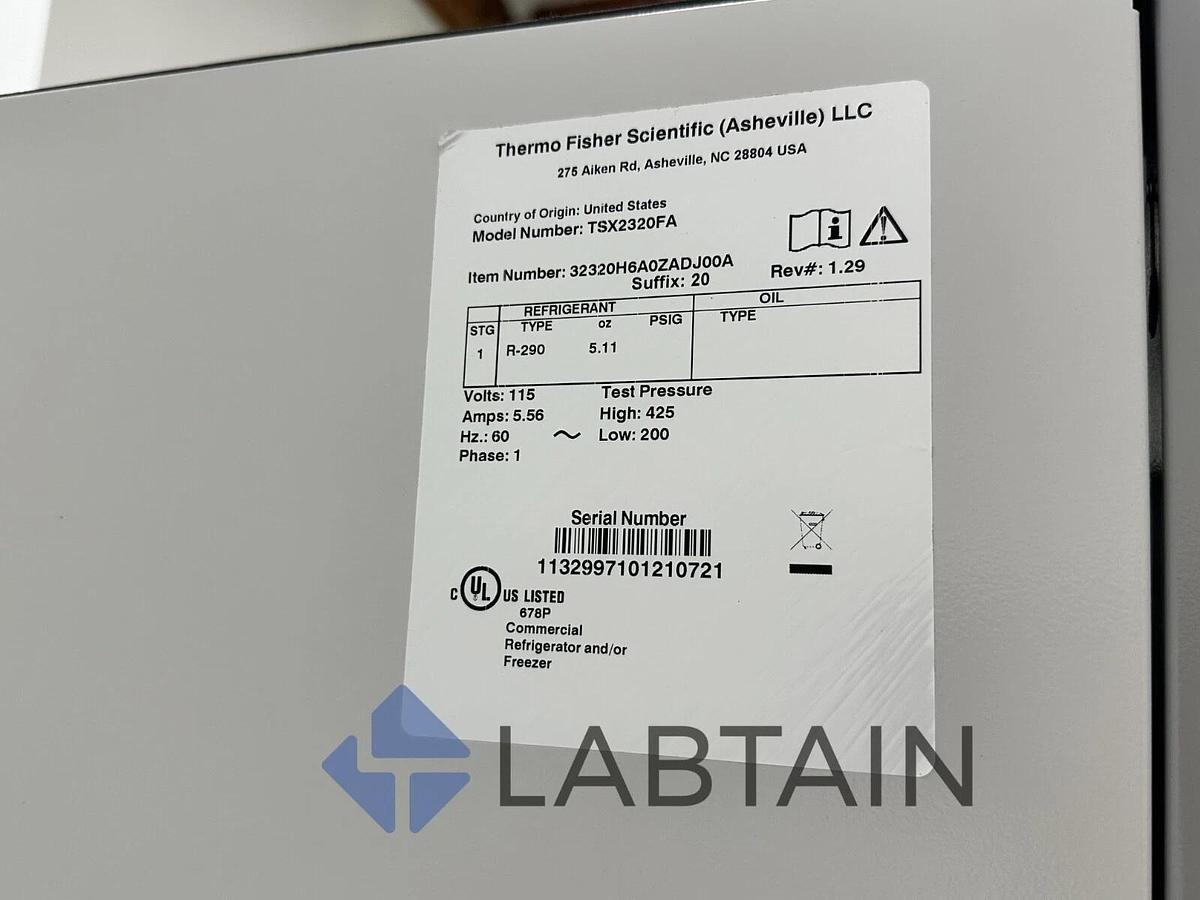 Thermo Fisher Scientific (Asheville) LLC
275 Aiken Rd, Asheville, NC 28804 USA
Country of Origin: United States
Model Number: TSX2320FA
Item Number: 32320H6A0ZADJ00A
Suffix: 20
Rev#: 1.29
REFRIGERANT OIL
STG TYPE oz PSIG TYPE
1 R-290 5.11
Volts: 115 Test Pressure
Amps: 5.56 High: 425
Hz.: 60 ~ Low: 200
Phase: 1
Serial Number
1132997101210721
C UL US LISTED
678P
Commercial
Refrigerator and/or
Freezer
LABTAIN